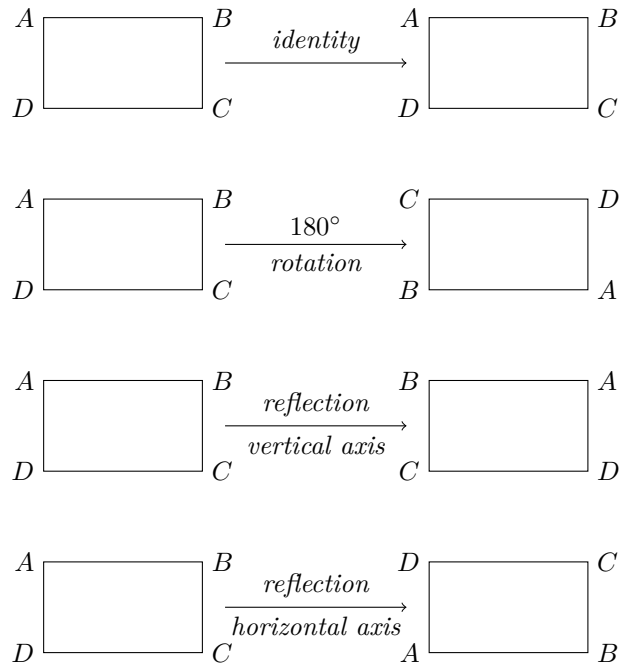 A B identity A B
D C D C
A B 180° C D
D C rotation B A
A B reflection B A
D C vertical axis C D
A B reflection D C
D C horizontal axis A B